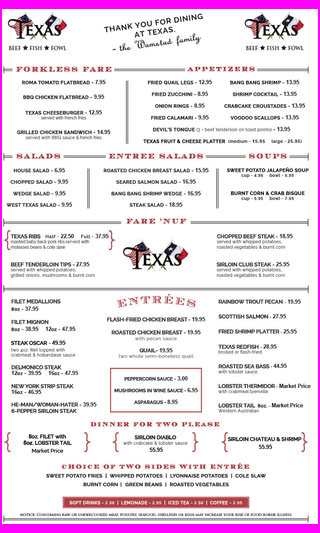 TEXAS
BEEF ★ FISH ★ FOWL
THANK YOU FOR DINING
AT TEXAS.
~ the Wamstad family
TEXAS
BEEF ★ FISH ★ FOWL
FORKLESS FARE
ROMA TOMATO FLATBREAD - 7.95
BBQ CHICKEN FLATBREAD - 9.95
TEXAS CHEESEBURGER - 12.95
served with french fries
GRILLED CHICKEN SANDWICH - 14.95
served with BBQ sauce & french fries
APPETIZERS
FRIED QUAIL LEGS - 12.95
FRIED ZUCCHINI - 8.95
ONION RINGS - 8.95
FRIED CALAMARI - 9.95
BANG BANG SHRIMP - 13.95
SHRIMP COCKTAIL - 13.95
CRABCAKE CROUSTADES - 13.95
VOODOO SCALLOPS - 13.95
DEVIL'S TONGUE - beef tenderloin on toast points - 13.95
TEXAS FRUIT & CHEESE PLATTER (medium - 15.95 large - 25.95)
SALADS
HOUSE SALAD - 6.95
CHOPPED SALAD - 9.95
WEDGE SALAD - 9.95
WEST TEXAS SALAD - 9.95
ENTREE SALADS
ROASTED CHICKEN BREAST SALAD - 15.95
SEARED SALMON SALAD - 16.95
BANG BANG SHRIMP WEDGE - 16.95
STEAK SALAD - 18.95
SOUPS
SWEET POTATO JALAPEÑO SOUP
cup - 4.95 bowl - 6.95
BURNT CORN & CRAB BISQUE
cup - 5.95 bowl - 7.95
FARE 'NUF
TEXAS RIBS Half - 22.50 Full - 37.95
roasted baby back pork ribs served with
molasses beans & cole slaw
BEEF TENDERLOIN TIPS - 27.95
served with whipped potatoes,
grilled onions, mushrooms & burnt corn
TEXAS
CHOPPED BEEF STEAK - 18.95
served with whipped potatoes,
roasted vegetables & burnt corn
SIRLOIN CLUB STEAK - 25.95
served with whipped potatoes,
roasted vegetables & burnt corn
ENTRÉES
FILET MEDALLIONS
8oz - 37.95
FILET MIGNON
8oz - 38.95 12oz - 47.95
STEAK OSCAR - 49.95
two 4oz. filet topped with
crabmeat & hollandaise sauce
DELMONICO STEAK
12oz - 39.95 16oz - 47.95
NEW YORK STRIP STEAK
16oz - 46.95
HE-MAN/WOMAN-HATER - 39.95
6-PEPPER SIRLOIN STEAK
FLASH-FRIED CHICKEN BREAST - 19.95
ROASTED CHICKEN BREAST - 19.95
with pecan sauce
QUAIL - 19.95
two whole semi-boneless quail
PEPPERCORN SAUCE - 3.00
MUSHROOMS IN WINE SAUCE - 6.95
ASPARAGUS - 8.95
RAINBOW TROUT PECAN - 19.95
SCOTTISH SALMON - 27.95
FRIED SHRIMP PLATTER - 25.95
TEXAS REDFISH - 28.95
broiled or flash-fried
ROASTED SEA BASS - 44.95
with lobster sauce
LOBSTER THERMIDOR - Market Price
with crabmeat bienville
LOBSTER TAIL 8oz. - Market Price
Western Australian
DINNER FOR TWO PLEASE
8oz. FILET with
8oz. LOBSTER TAIL
Market Price
SIRLOIN DIABLO
with crabcake & lobster sauce
55.95
SIRLOIN CHATEAU & SHRIMP
55.95
CHOICE OF TWO SIDES WITH ENTRÉE
SWEET POTATO FRIES | WHIPPED POTATOES | LYONNAISE POTATOES | COLE SLAW
BURNT CORN | GREEN BEANS | ROASTED VEGETABLES
SOFT DRINKS - 2.50 | LEMONADE - 2.95 | ICED TEA - 2.50 | COFFEE - 2.95
NOTICE: CONSUMING RAW OR UNDERCOOKED MEAT, POULTRY, SEAFOOD, SHELLFISH OR EGGS MAY INCREASE YOUR RISK OF FOOD BORNE ILLNESS.